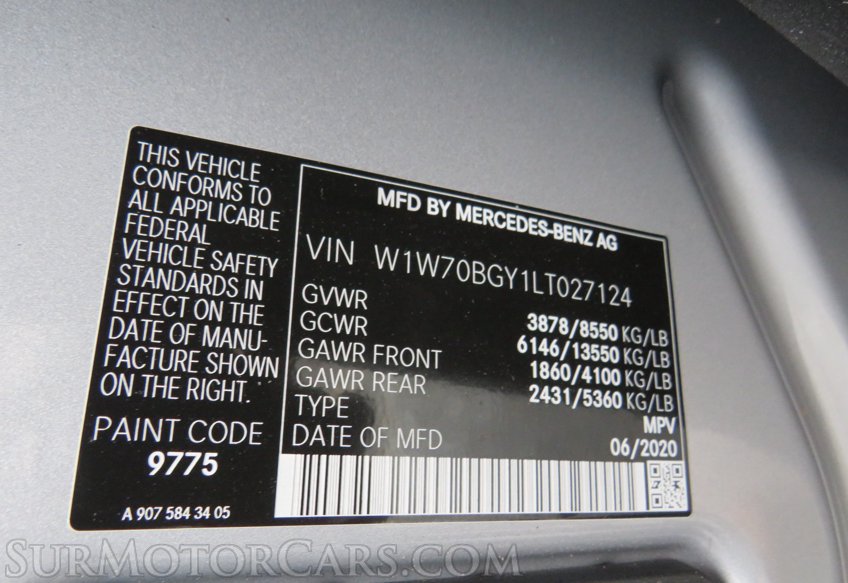 THIS VEHICLE
CONFORMS TO
ALL APPLICABLE
FEDERAL
VEHICLE SAFETY
STANDARDS IN
EFFECT ON THE
DATE OF MANU-
FACTURE SHOWN
ON THE RIGHT.
PAINT CODE
9775
A 907 584 34 05
MFD BY MERCEDES-BENZ AG
VIN W1W70BGY1LT027124
GVWR 3878/8550 KG/LB
GCWR 6146/13550 KG/LB
GAWR FRONT 1860/4100 KG/LB
GAWR REAR 2431/5360 KG/LB
TYPE MPV
DATE OF MFD 06/2020
SURMOTORCARS.COM